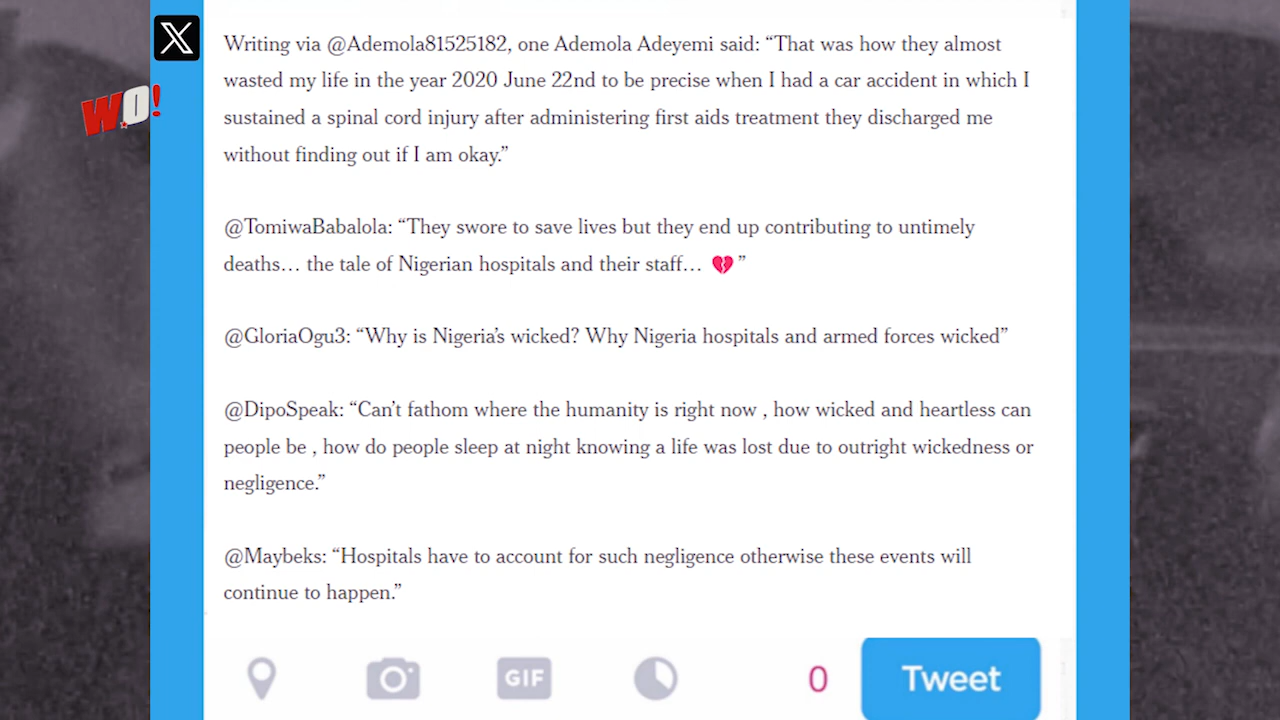 X
WO!
Writing via @Ademola81525182, one Ademola Adeyemi said: “That was how they almost
wasted my life in the year 2020 June 22nd to be precise when I had a car accident in which I
sustained a spinal cord injury after administering first aids treatment they discharged me
without finding out if I am okay.”
@TomiwaBabalola: “They swore to save lives but they end up contributing to untimely
deaths… the tale of Nigerian hospitals and their staff… 💔”
@GloriaOgu3: “Why is Nigeria’s wicked? Why Nigeria hospitals and armed forces wicked”
@DipoSpeak: “Can’t fathom where the humanity is right now , how wicked and heartless can
people be , how do people sleep at night knowing a life was lost due to outright wickedness or
negligence.”
@Maybeks: “Hospitals have to account for such negligence otherwise these events will
continue to happen.”
GIF
0
Tweet